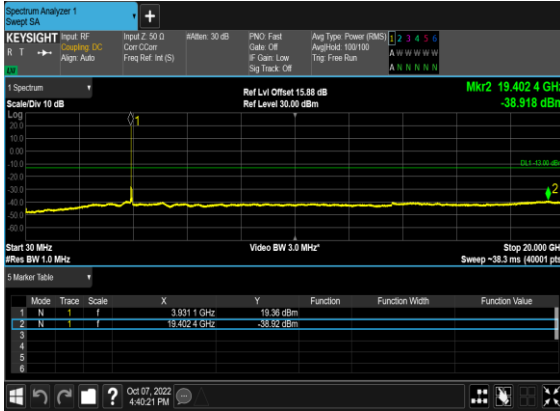 Spectrum Analyzer 1
Swept SA
+
KEYSIGHT Input: RF Input Z: 50 Ω #Atten: 30 dB PNO: Fast Avg Type: Power (RMS) 1 2 3 4 5 6
R T Coupling: DC Corr CCorr Gate: Off Avg|Hold: 100/100 A W W W W W
Align: Auto Freq Ref: Int (S) IF Gain: Low Trig: Free Run
Sig Track: Off A N N N N N
1 Spectrum Ref Lvl Offset 15.88 dB Mkr2 19.402 4 GHz
Scale/Div 10 dB Ref Level 30.00 dBm -38.918 dBm
Log
20.0
10.0
0.00
-10.0
-20.0
-30.0
-40.0
-50.0
-60.0
1
DL1 -13.00 dBm
2
Start 30 MHz Video BW 3.0 MHz* Stop 20.000 GHz
#Res BW 1.0 MHz Sweep ~38.3 ms (40001 pts)
5 Marker Table
Mode Trace Scale X Y Function Function Width Function Value
1 N 1 f 3.931 1 GHz 19.36 dBm
2 N 1 f 19.402 4 GHz -38.92 dBm
3
4
5
6
? Oct 07, 2022
4:40:21 PM